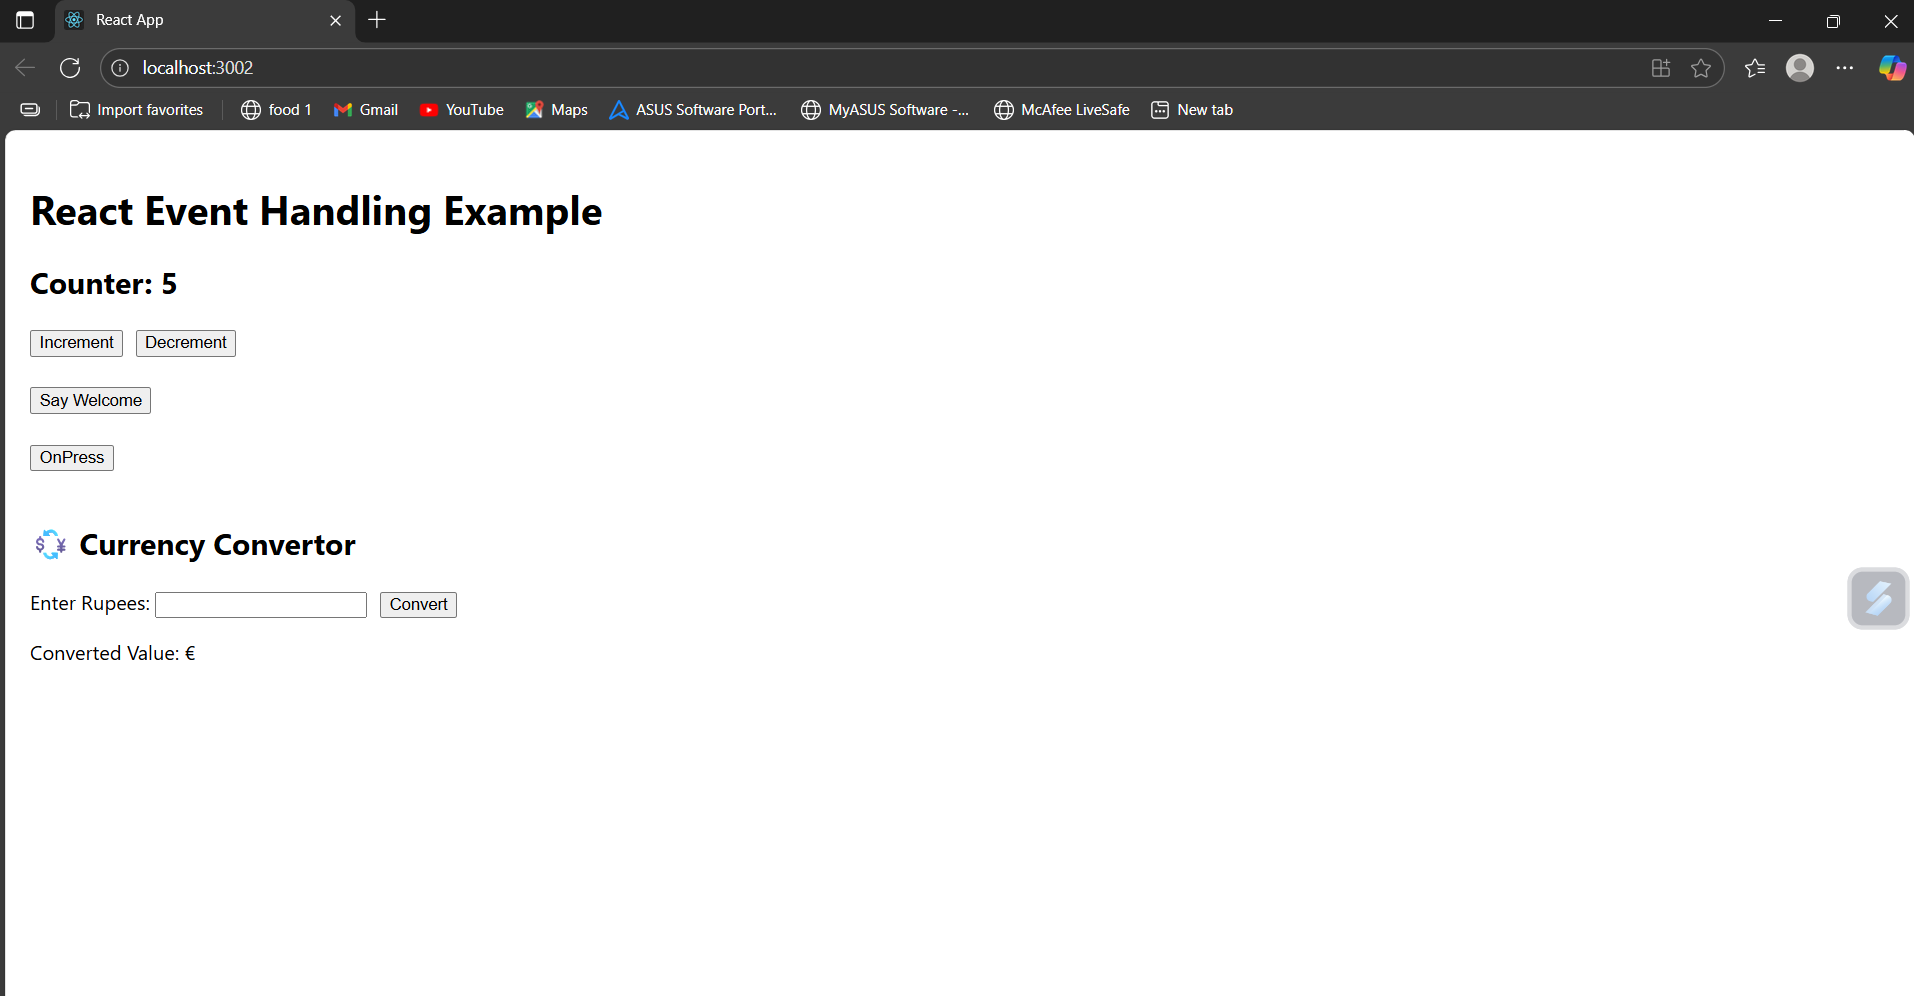 React App
localhost:3002
Import favorites food 1 Gmail YouTube Maps ASUS Software Port... MyASUS Software -... McAfee LiveSafe New tab
React Event Handling Example
Counter: 5
Increment Decrement
Say Welcome
OnPress
💱 Currency Convertor
Enter Rupees: Convert
Converted Value: €